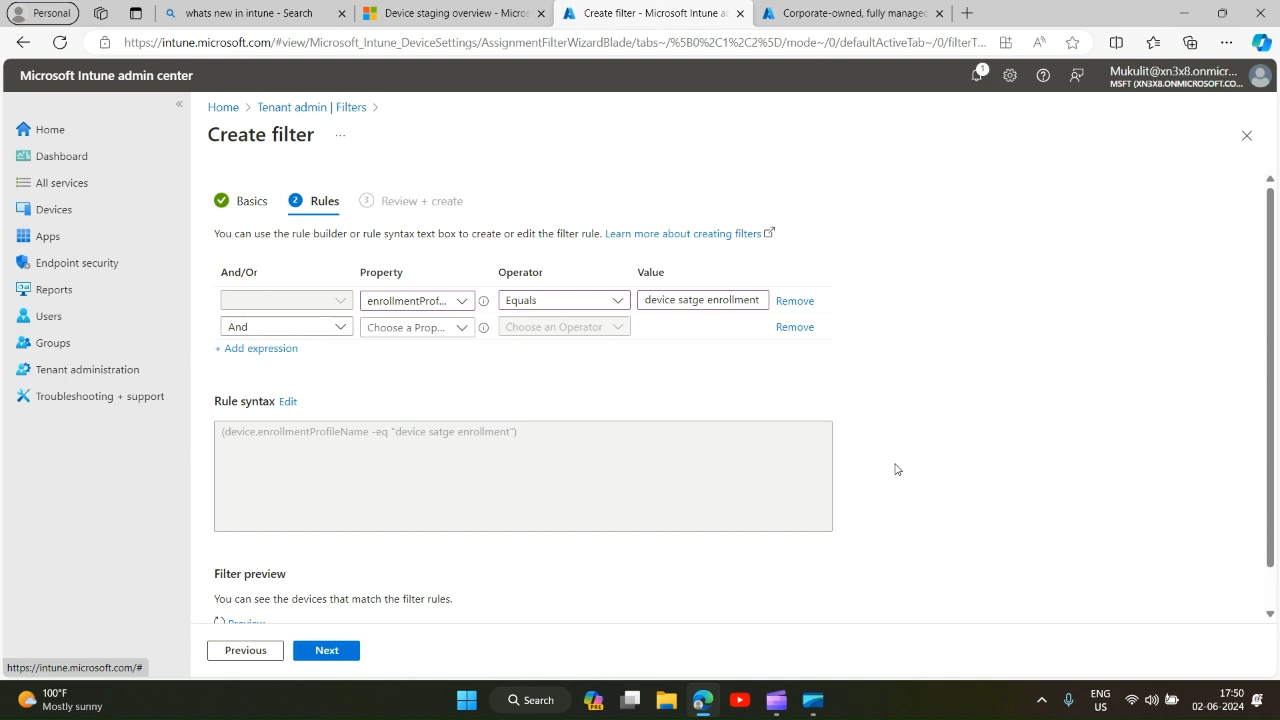 Personal
whats new in intune - Search
Device staging overview - Micros
Create filter - Microsoft Intune a
Corporate-owned, fully manage
https://intune.microsoft.com/#view/Microsoft_Intune_DeviceSettings/AssignmentFilterWizardBlade/tabs~/%5B0%2C1%2C2%5D/mode~/0/defaultActiveTab~/0/filterT...
Microsoft Intune admin center
1
Mukulit@xn3x8.onmicr...
MSFT (XN3X8.ONMICROSOFT.CO...
Home
Dashboard
All services
Devices
Apps
Endpoint security
Reports
Users
Groups
Tenant administration
Troubleshooting + support
Home > Tenant admin | Filters >
Create filter ...
Basics
2 Rules
3 Review + create
You can use the rule builder or rule syntax text box to create or edit the filter rule. Learn more about creating filters
And/Or Property Operator Value
enrollmentProf... Equals device satge enrollment Remove
And Choose a Prop... Choose an Operator Remove
+ Add expression
Rule syntax Edit
(device.enrollmentProfileName -eq "device satge enrollment")
Filter preview
You can see the devices that match the filter rules.
Preview
Previous Next
https://intune.microsoft.com/#
100°F
Mostly sunny
Search
PRE
ENG
US
17:50
02-06-2024